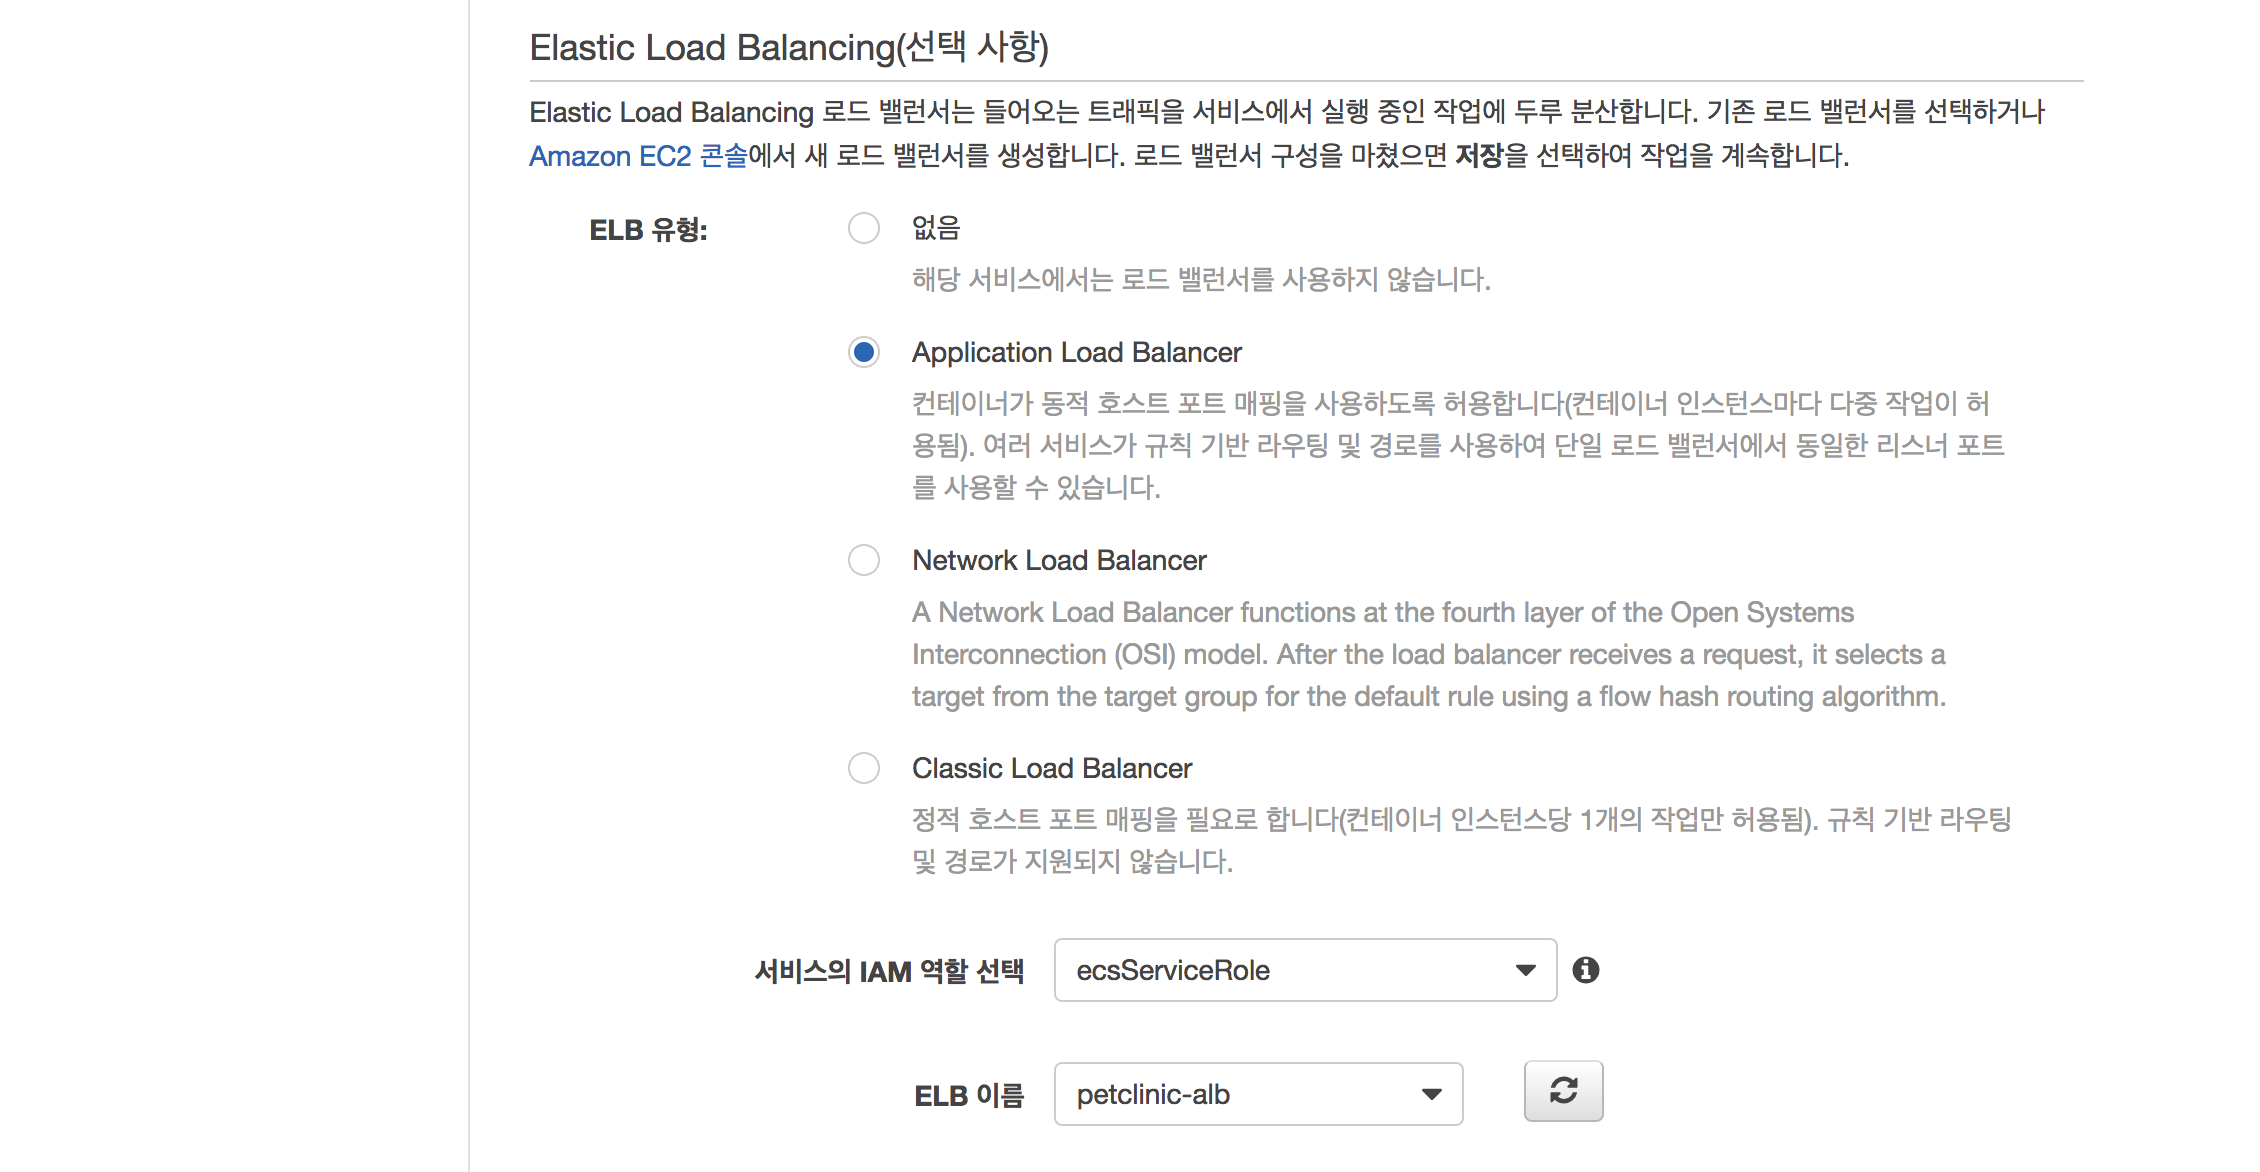 Elastic Load Balancing(선택 사항)
Elastic Load Balancing 로드 밸런서는 들어오는 트래픽을 서비스에서 실행 중인 작업에 두루 분산합니다. 기존 로드 밸런서를 선택하거나
Amazon EC2 콘솔에서 새 로드 밸런서를 생성합니다. 로드 밸런서 구성을 마쳤으면 저장을 선택하여 작업을 계속합니다.
ELB 유형:
없음
해당 서비스에서는 로드 밸런서를 사용하지 않습니다.
Application Load Balancer
컨테이너가 동적 호스트 포트 매핑을 사용하도록 허용합니다(컨테이너 인스턴스마다 다중 작업이 허
용됨). 여러 서비스가 규칙 기반 라우팅 및 경로를 사용하여 단일 로드 밸런서에서 동일한 리스너 포트
를 사용할 수 있습니다.
Network Load Balancer
A Network Load Balancer functions at the fourth layer of the Open Systems
Interconnection (OSI) model. After the load balancer receives a request, it selects a
target from the target group for the default rule using a flow hash routing algorithm.
Classic Load Balancer
정적 호스트 포트 매핑을 필요로 합니다(컨테이너 인스턴스당 1개의 작업만 허용됨). 규칙 기반 라우팅
및 경로가 지원되지 않습니다.
서비스의 IAM 역할 선택
ecsServiceRole
ELB 이름
petclinic-alb